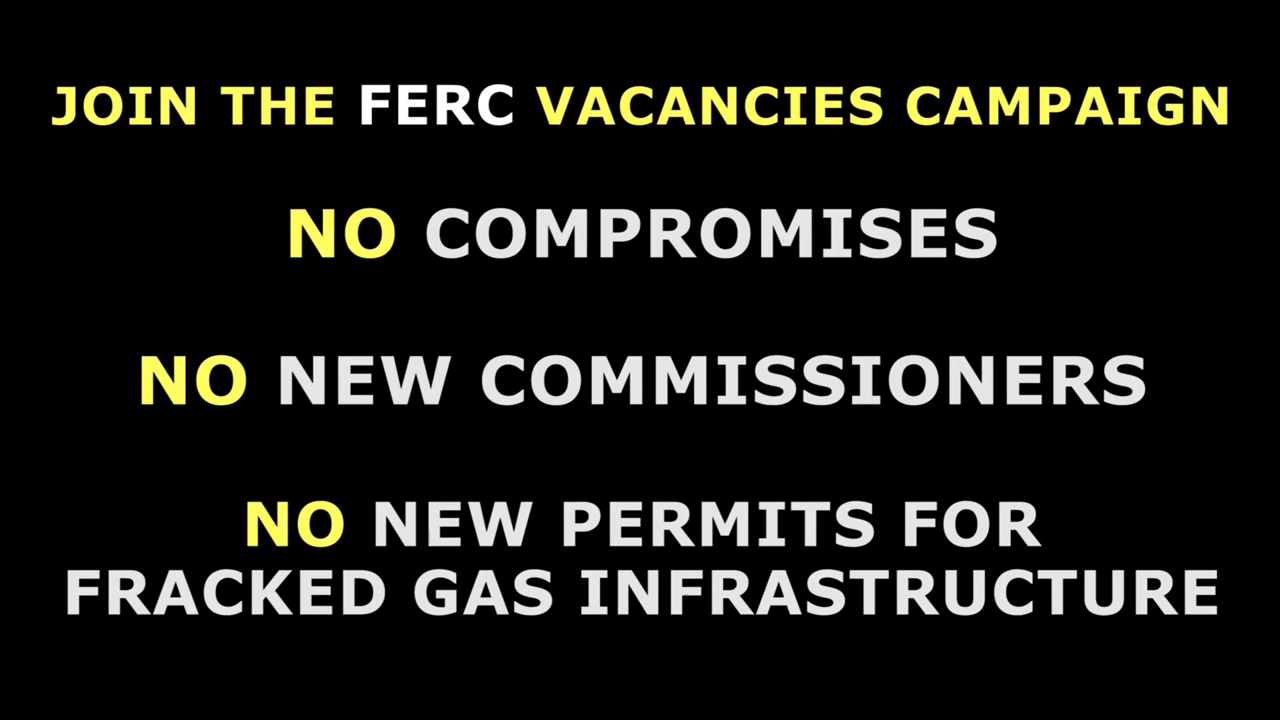 JOIN THE FERC VACANCIES CAMPAIGN
NO COMPROMISES
NO NEW COMMISSIONERS
NO NEW PERMITS FOR
FRACKED GAS INFRASTRUCTURE